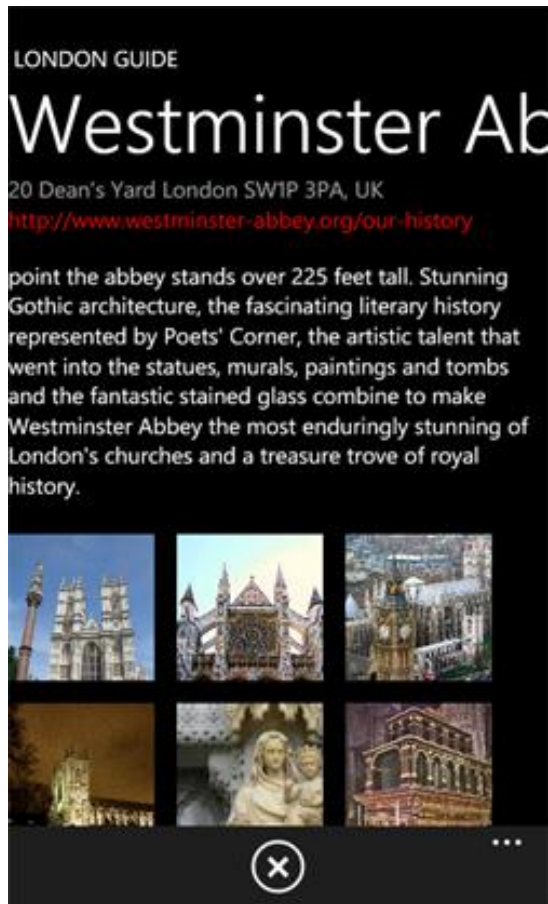 LONDON GUIDE
Westminster Ab
20 Dean's Yard London SW1P 3PA, UK
http://www.westminster-abbey.org/our-history
point the abbey stands over 225 feet tall. Stunning
Gothic architecture, the fascinating literary history
represented by Poets' Corner, the artistic talent that
went into the statues, murals, paintings and tombs
and the fantastic stained glass combine to make
Westminster Abbey the most enduringly stunning of
London's churches and a treasure trove of royal
history.